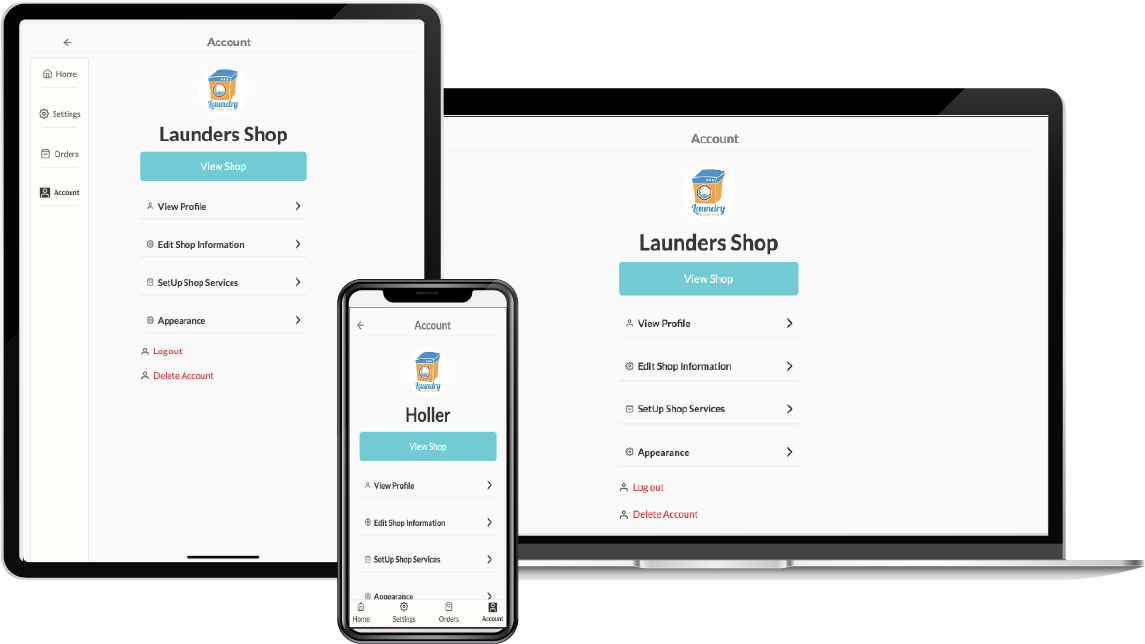 Account
Home
Settings
Orders
Account
Laundry
Launders Shop
View Shop
View Profile
Edit Shop Information
SetUp Shop Services
Appearance
Logout
Delete Account
Account
Laundry
Holler
View Shop
View Profile
Edit Shop Information
SetUp Shop Services
Appearance
Home
Settings
Orders
Account
Account
Laundry
Launders Shop
View Shop
View Profile
Edit Shop Information
SetUp Shop Services
Appearance
Log out
Delete Account